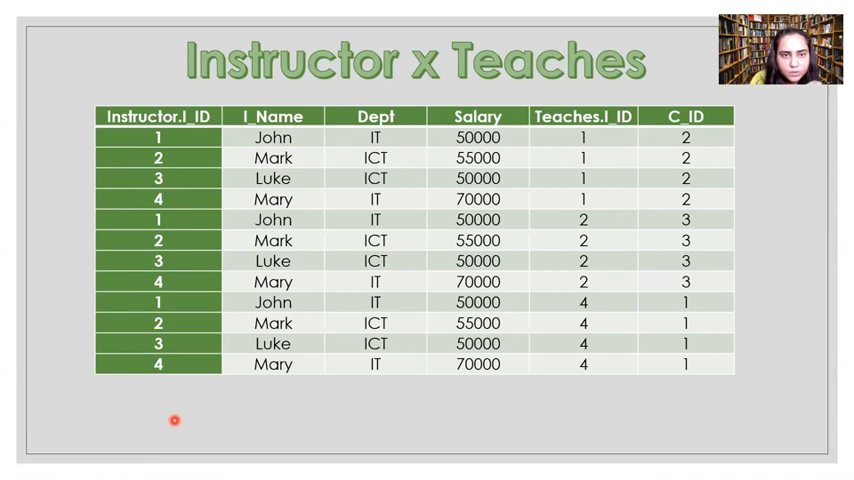 Instructor x Teaches
Instructor.I_ID I_Name Dept Salary Teaches.I_ID C_ID
1 John IT 50000 1 2
2 Mark ICT 55000 1 2
3 Luke ICT 50000 1 2
4 Mary IT 70000 1 2
1 John IT 50000 2 3
2 Mark ICT 55000 2 3
3 Luke ICT 50000 2 3
4 Mary IT 70000 2 3
1 John IT 50000 4 1
2 Mark ICT 55000 4 1
3 Luke ICT 50000 4 1
4 Mary IT 70000 4 1